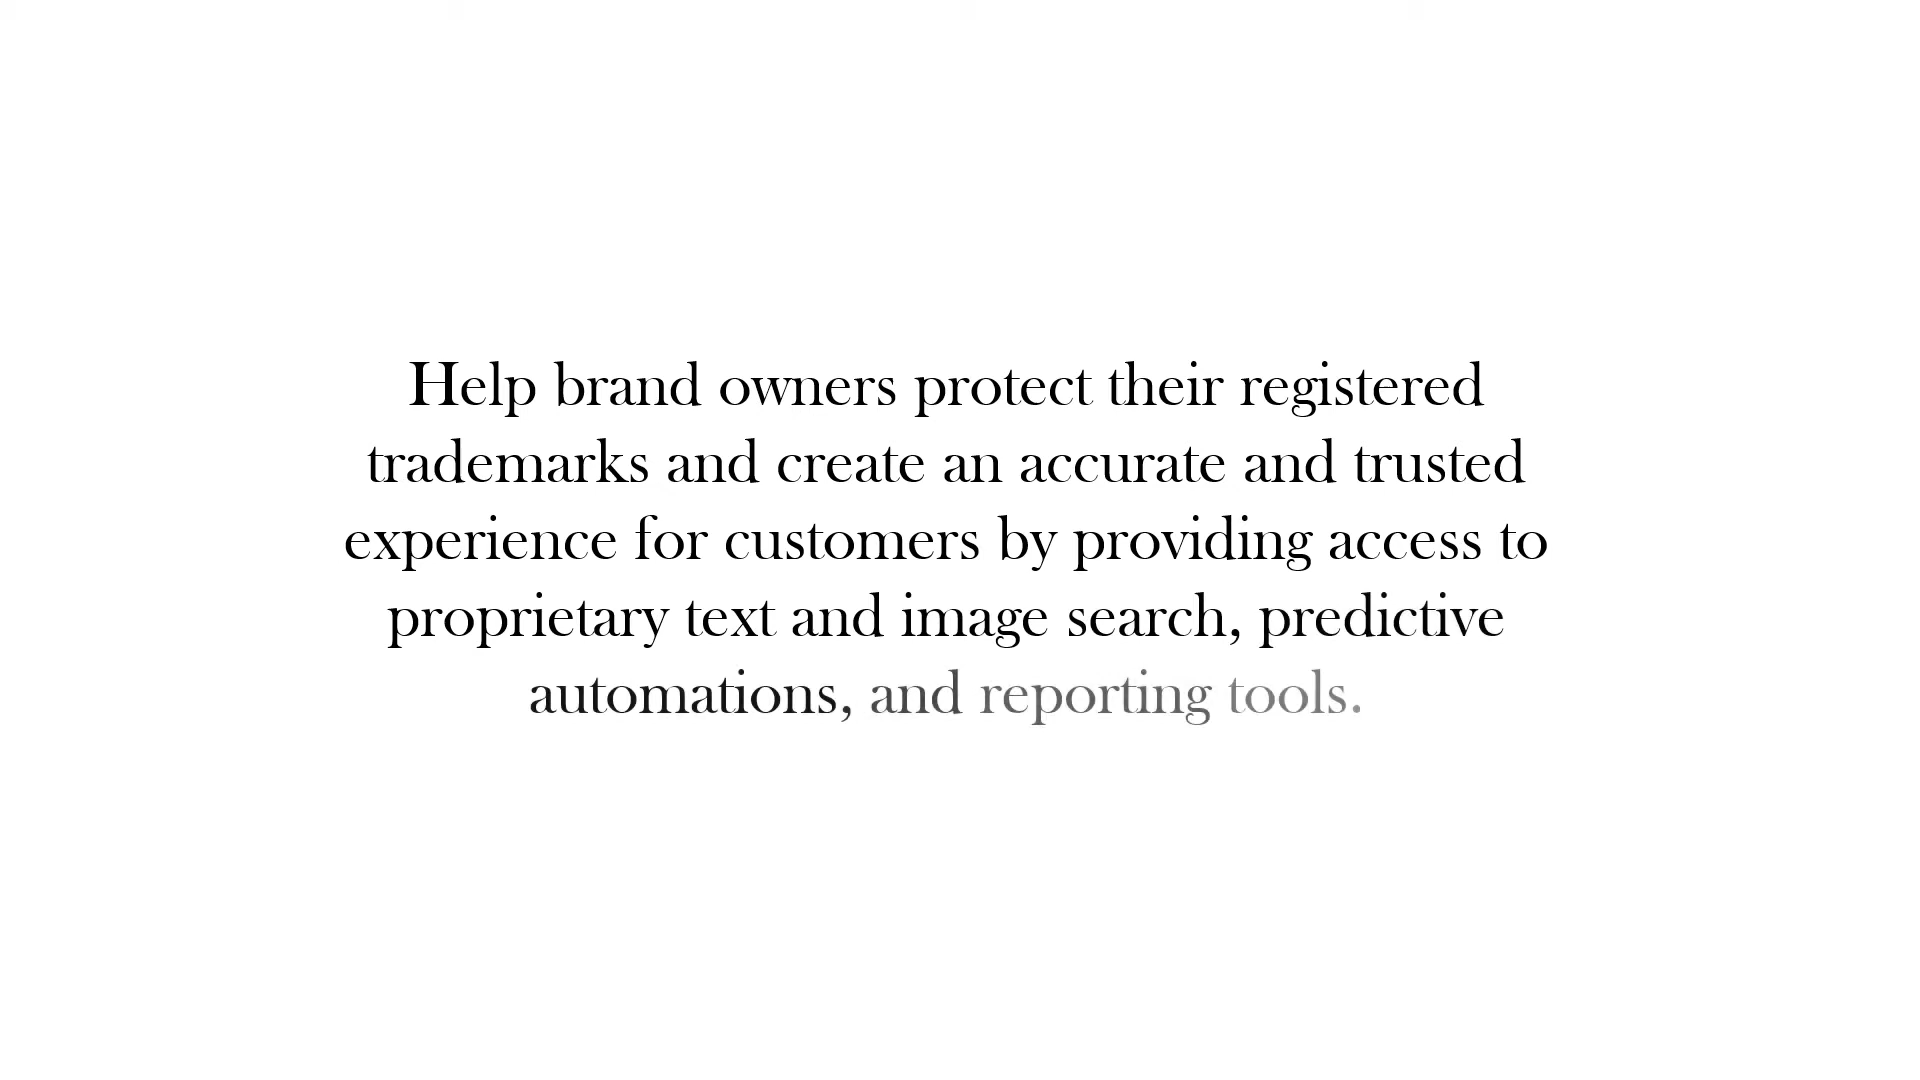 Help brand owners protect their registered
trademarks and create an accurate and trusted
experience for customers by providing access to
proprietary text and image search, predictive
automations, and reporting tools.